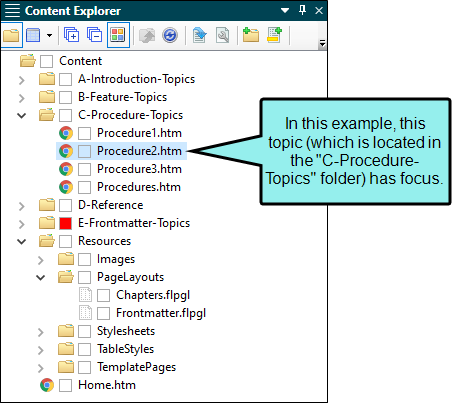 Content Explorer
Content
A-Introduction-Topics
B-Feature-Topics
C-Procedure-Topics
Procedure1.htm
Procedure2.htm
Procedure3.htm
Procedures.htm
D-Reference
E-Frontmatter-Topics
Resources
Images
PageLayouts
Chapters.flpgl
Frontmatter.flpgl
Stylesheets
TableStyles
TemplatePages
Home.htm
In this example, this
topic (which is located in
the "C-Procedure-
Topics" folder) has focus.